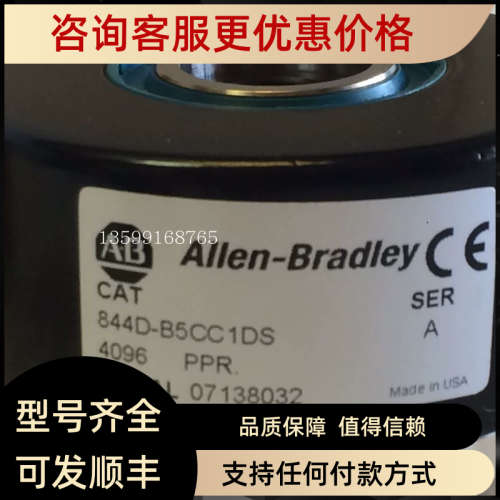 咨询客服更优惠价格
13599168765
AB Allen-Bradley CE
CAT
SER
844D-B5CC1DS
A
4096 PPR.
07138032
Made in USA
型号齐全
品质保障 值得信赖
可发顺丰
支持任何付款方式